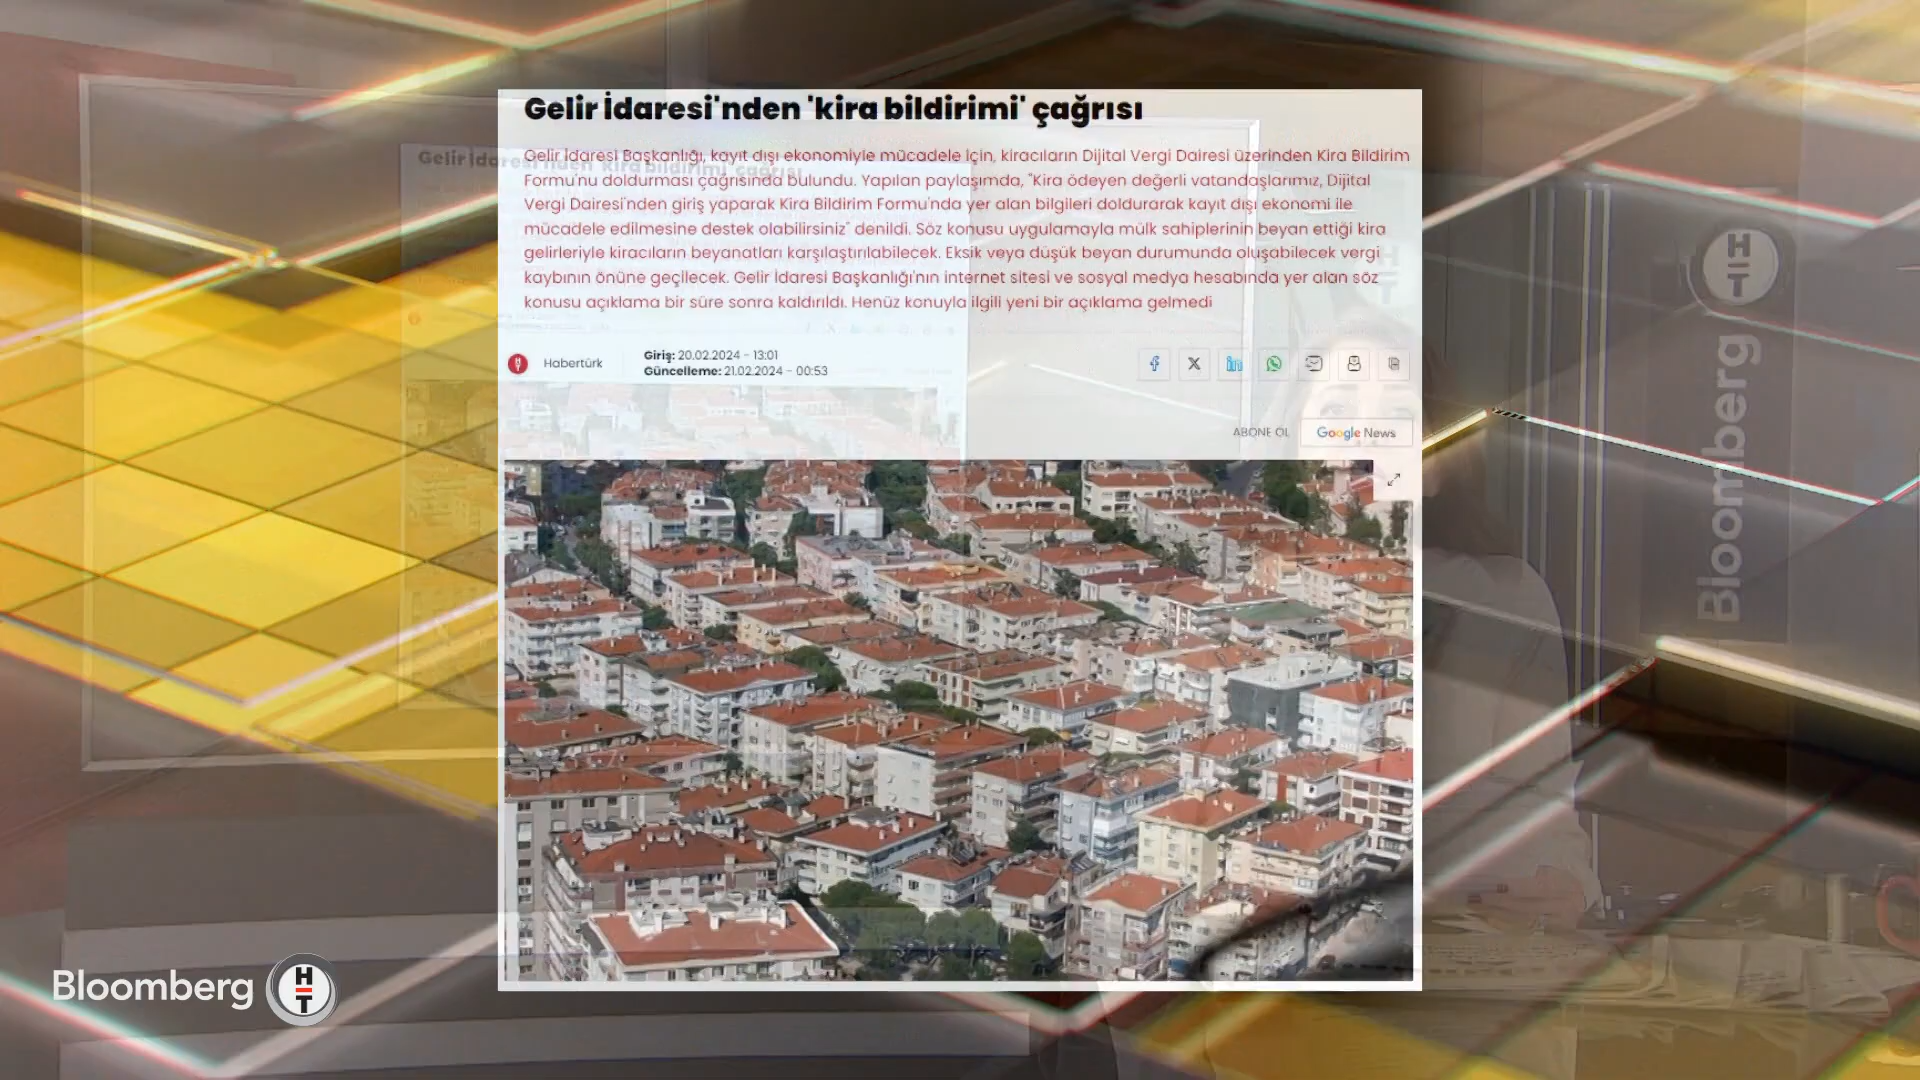 Gelir İdaresi'nden 'kira bildirimi' çağrısı
Gelir İdaresi Başkanlığı, kayıt dışı ekonomiyle mücadele için, kiracıların Dijital Vergi Dairesi üzerinden Kira Bildirim
Formu'nu doldurması çağrısında bulundu. Yapılan paylaşımda, "Kira ödeyen değerli vatandaşlarımız, Dijital
Vergi Dairesi'nden giriş yaparak Kira Bildirim Formu'nda yer alan bilgileri doldurarak kayıt dışı ekonomi ile
mücadele edilmesine destek olabilirsiniz" denildi. Söz konusu uygulamayla mülk sahiplerinin beyan ettiği kira
gelirleriyle kiracıların beyanatları karşılaştırılabilecek. Eksik veya düşük beyan durumunda oluşabilecek vergi
kaybının önüne geçilecek. Gelir İdaresi Başkanlığı'nın internet sitesi ve sosyal medya hesabında yer alan söz
konusu açıklama bir süre sonra kaldırıldı. Henüz konuyla ilgili yeni bir açıklama gelmedi
Habertürk
Giriş: 20.02.2024 - 13:01
Güncelleme: 21.02.2024 - 00:53
ABONE OL
Google News
Bloomberg HT
Bloomberg HT